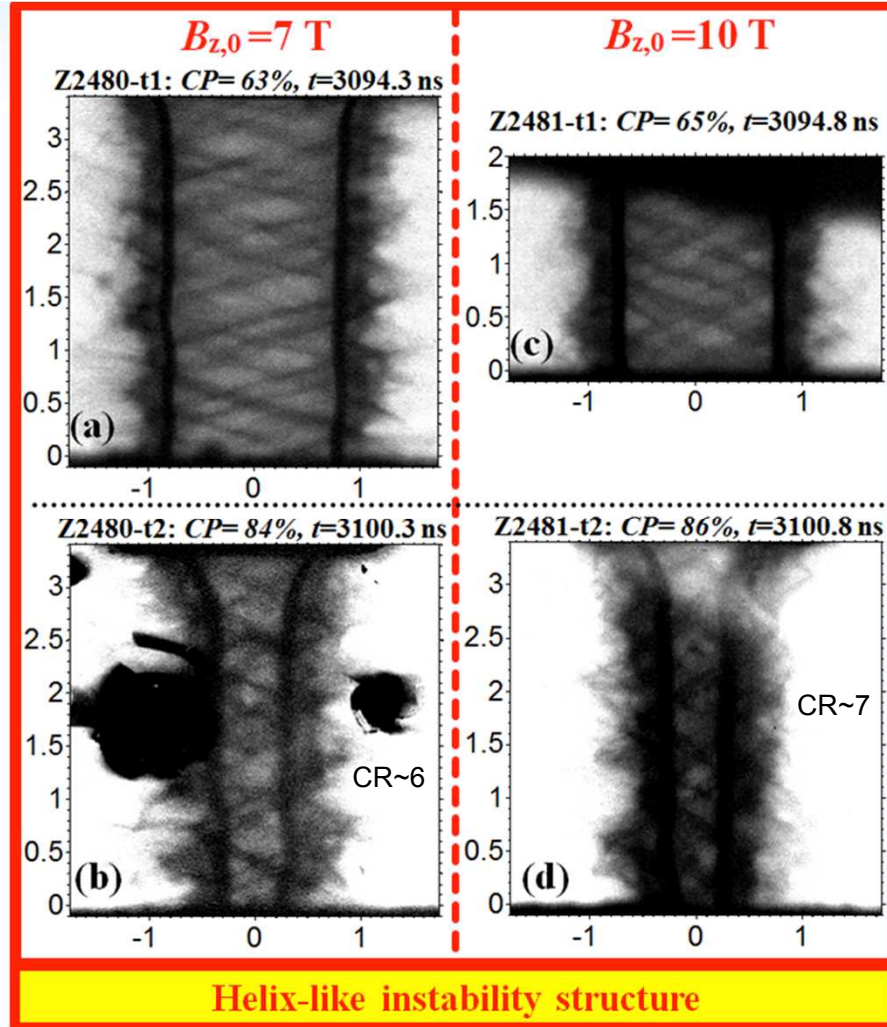 B_z,0 =7 T
B_z,0 =10 T
Z2480-t1: CP= 63%, t=3094.3 ns
3
2.5
2
1.5
1
0.5
0
(a)
-1 0 1
Z2481-t1: CP= 65%, t=3094.8 ns
2
1.5
1
0.5
0
(c)
-1 0 1
Z2480-t2: CP= 84%, t=3100.3 ns
3
2.5
2
1.5
CR~6
1
0.5
(b)
0
-1 0 1
Z2481-t2: CP= 86%, t=3100.8 ns
3
2.5
2
CR~7
1.5
1
0.5
(d)
0
-1 0 1
Helix-like instability structure